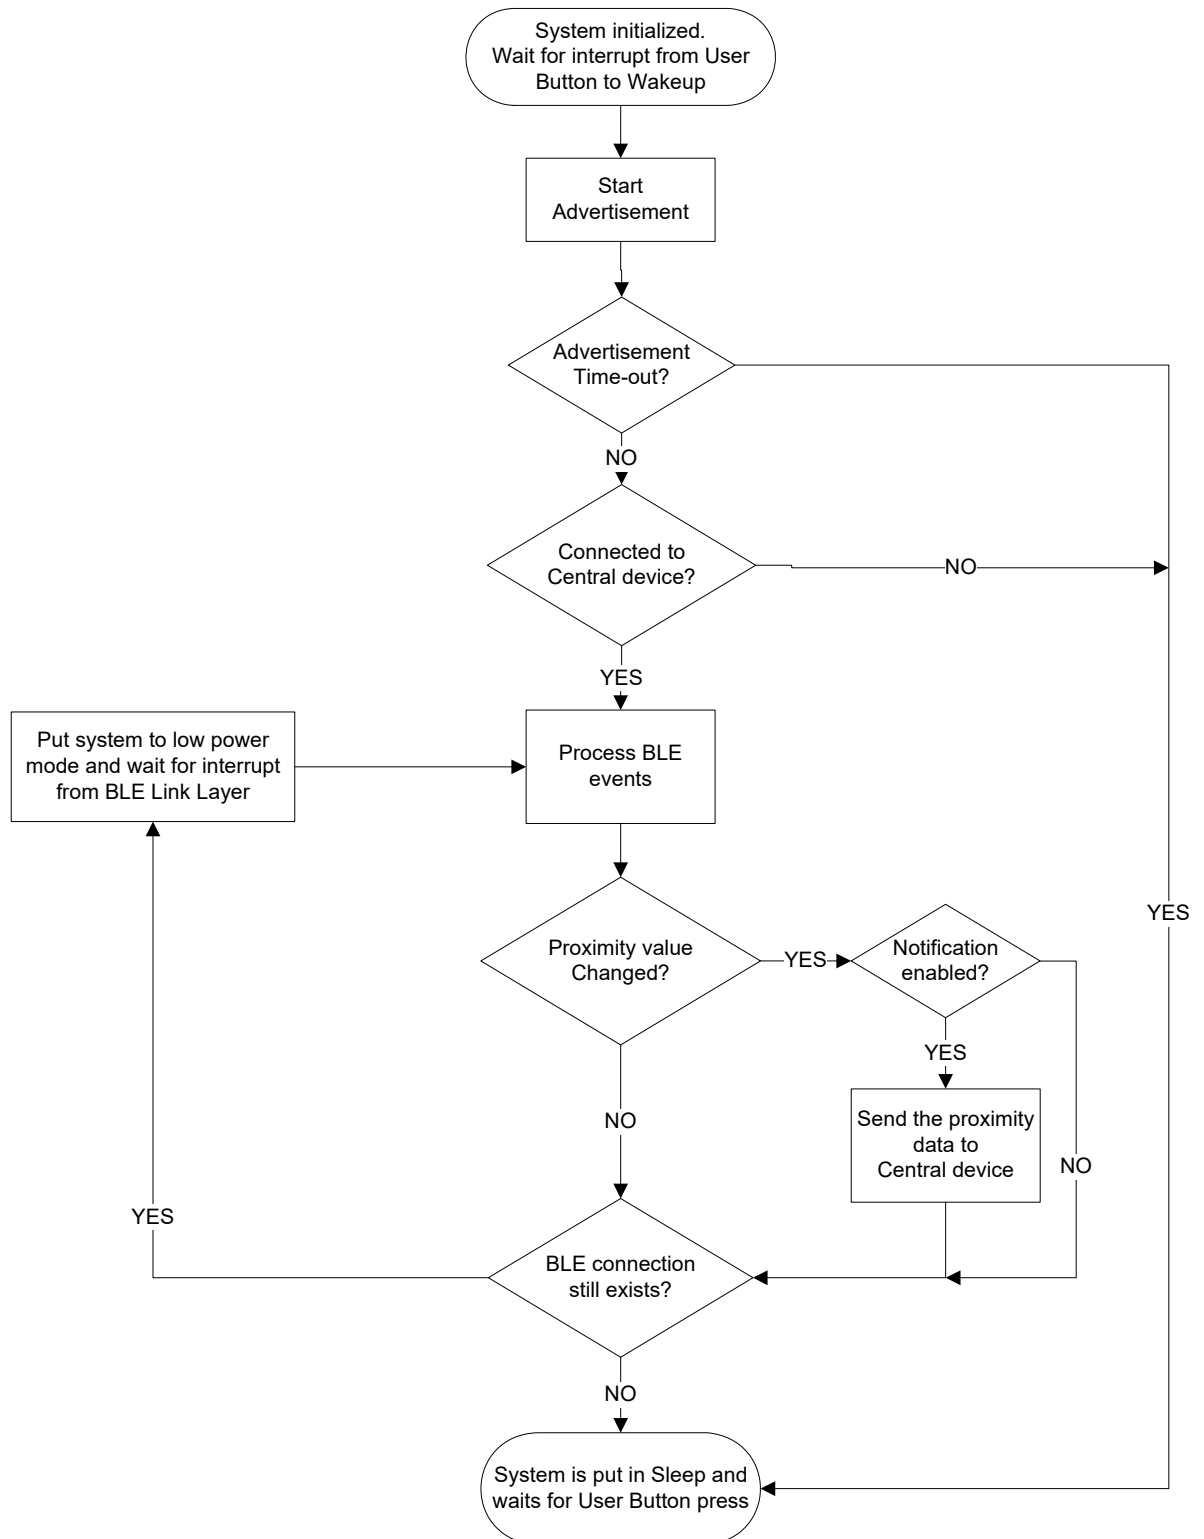 System initialized.
Wait for interrupt from User
Button to Wakeup
Start
Advertisement
Advertisement
Time-out?
NO
Connected to
Central device?
NO
YES
Put system to low power
mode and wait for interrupt
from BLE Link Layer
Process BLE
events
YES
Proximity value
Changed?
YES
Notification
enabled?
YES
NO
Send the proximity
data to
Central device
NO
YES
BLE connection
still exists?
NO
System is put in Sleep and
waits for User Button press